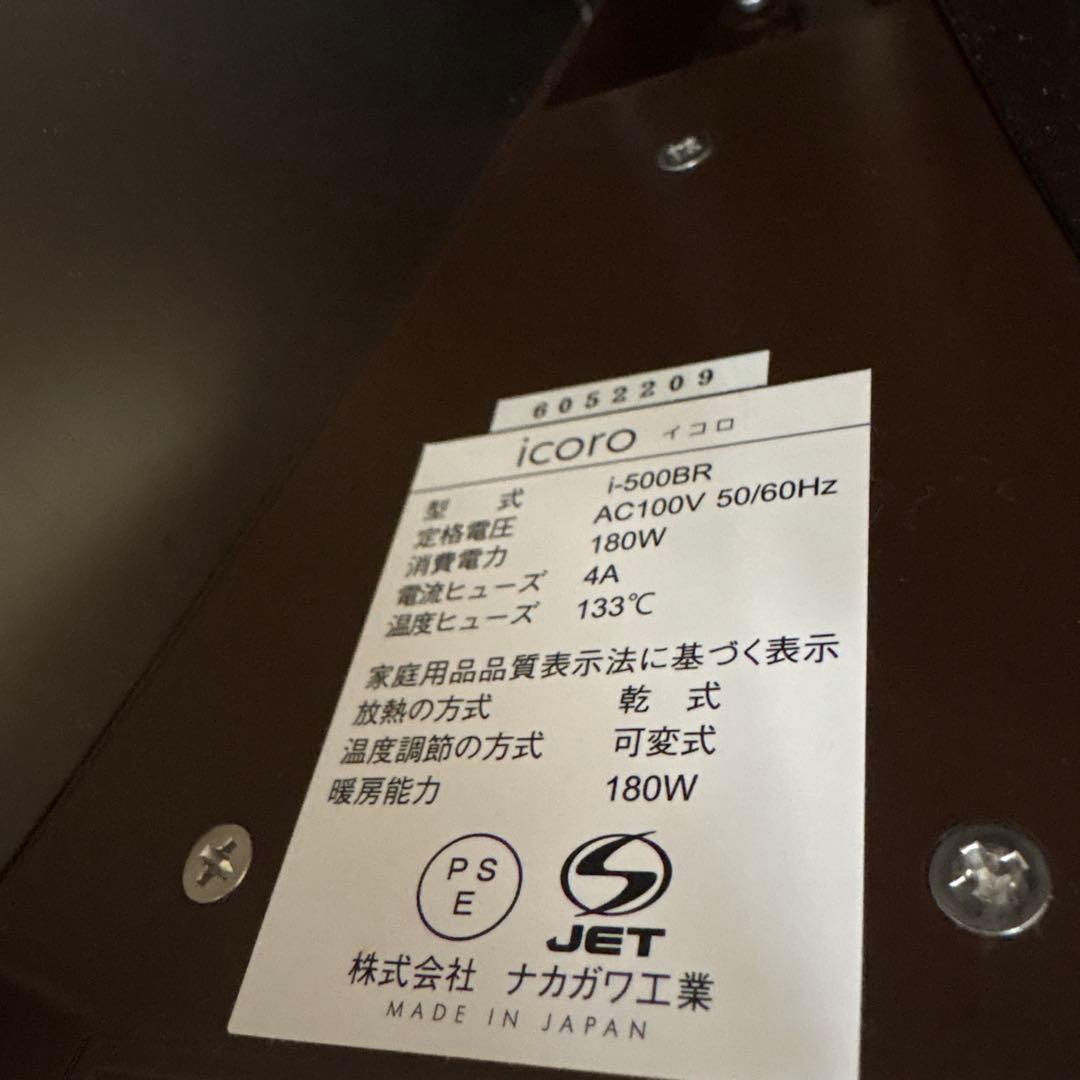 6052209
icoro イコロ
型 式 i-500BR
定格電圧 AC100V 50/60Hz
消費電力 180W
電流ヒューズ 4A
温度ヒューズ 133℃
家庭用品品質表示法に基づく表示
放熱の方式 乾 式
温度調節の方式 可変式
暖房能力 180W
PS
E
JET
株式会社 ナカガワ工業
MADE IN JAPAN